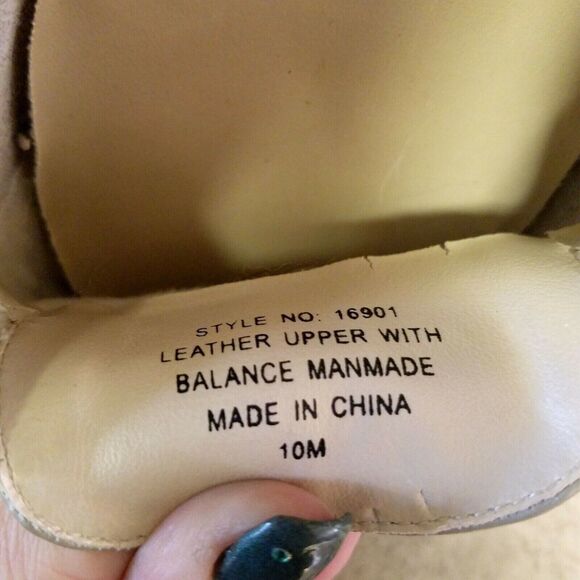 STYLE NO: 16901
LEATHER UPPER WITH
BALANCE MANMADE
MADE IN CHINA
10M